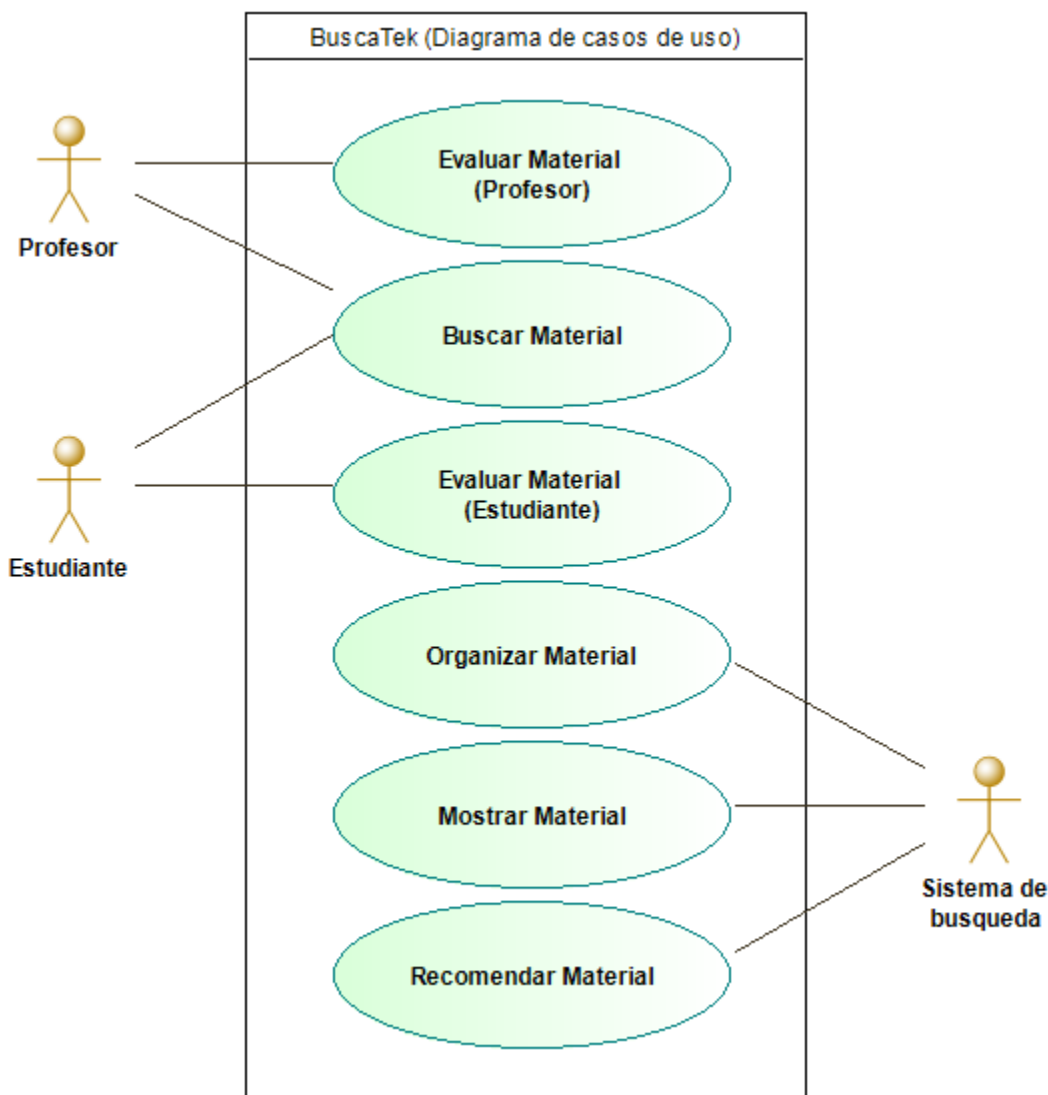 BuscaTek (Diagrama de casos de uso)
Evaluar Material
(Profesor)
Profesor
Buscar Material
Evaluar Material
(Estudiante)
Estudiante
Organizar Material
Mostrar Material
Sistema de
busqueda
Recomendar Material